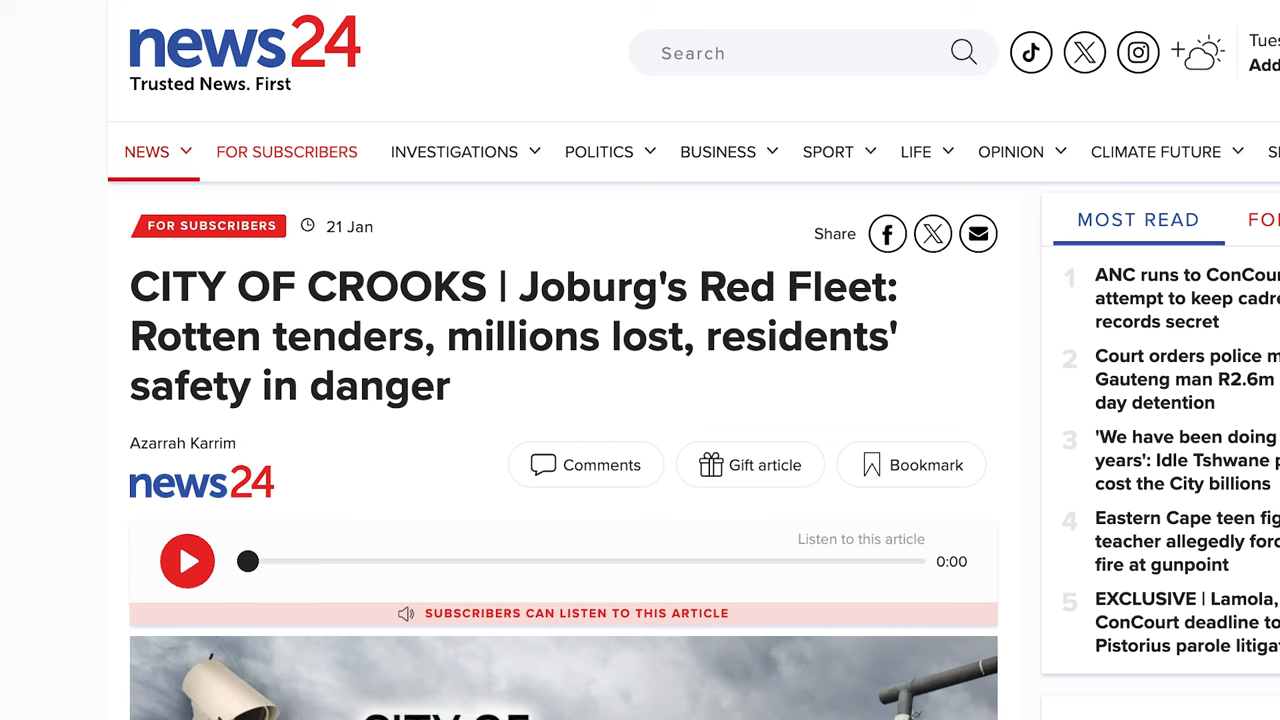 news24
Trusted News. First
Search
Tues
Add
NEWS
FOR SUBSCRIBERS
INVESTIGATIONS
POLITICS
BUSINESS
SPORT
LIFE
OPINION
CLIMATE FUTURE
FOR SUBSCRIBERS
21 Jan
Share
CITY OF CROOKS | Joburg's Red Fleet:
Rotten tenders, millions lost, residents'
safety in danger
Azarrah Karrim
news24
Comments
Gift article
Bookmark
Listen to this article
0:00
SUBSCRIBERS CAN LISTEN TO THIS ARTICLE
CITY OF
MOST READ
1
ANC runs to ConCour
attempt to keep cadre
records secret
2
Court orders police m
Gauteng man R2.6m
day detention
3
'We have been doing
years': Idle Tshwane p
cost the City billions
4
Eastern Cape teen fig
teacher allegedly forc
fire at gunpoint
5
EXCLUSIVE | Lamola,
ConCourt deadline to
Pistorius parole litiga